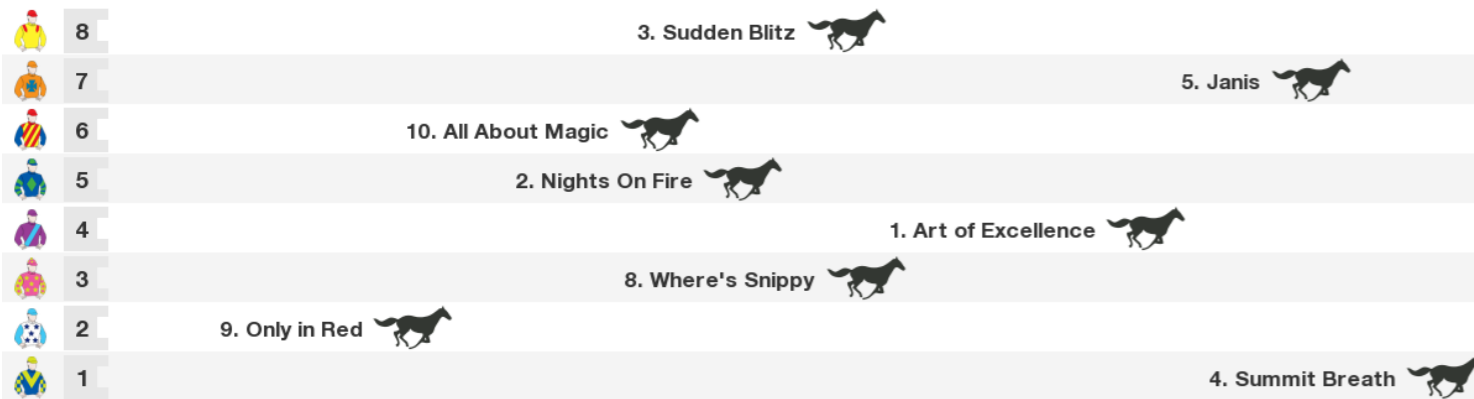 8 3. Sudden Blitz
7 5. Janis
6 10. All About Magic
5 2. Nights On Fire
4 1. Art of Excellence
3 8. Where's Snippy
2 9. Only in Red
1 4. Summit Breath